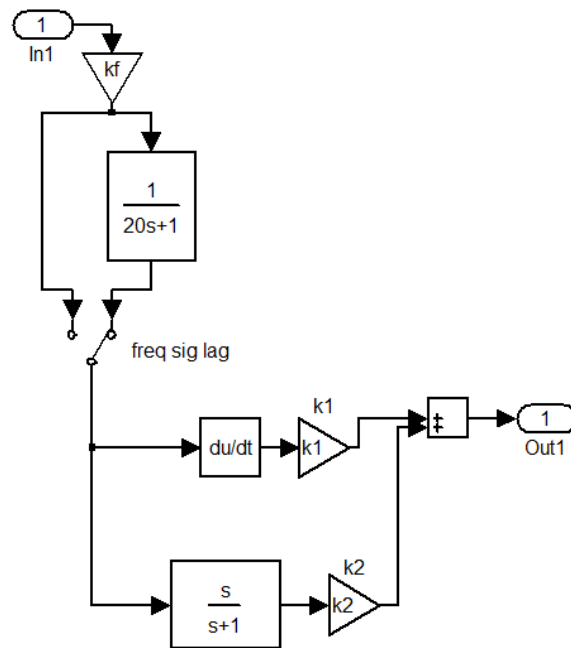 1
In1
kf
1
20s+1
freq sig lag
k1
du/dt
k1
++
1
Out1
k2
s
s+1
k2